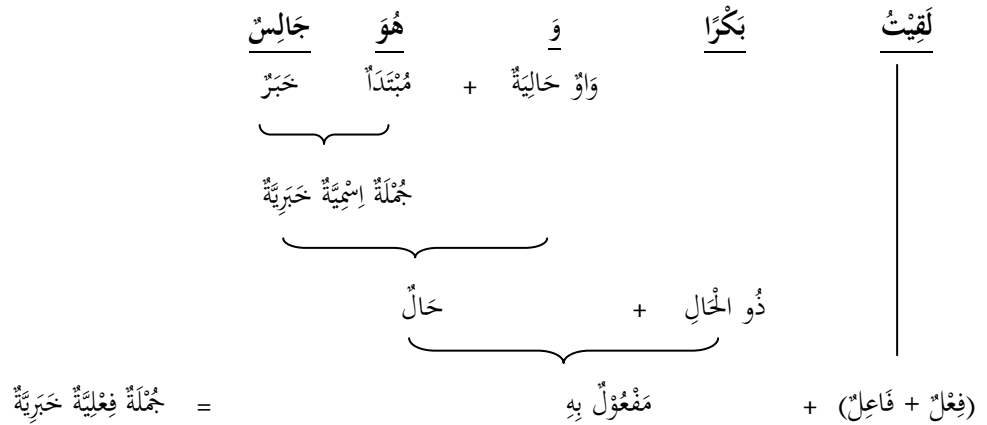 لَقِيْتُ بَكْرًا وَ هُوَ جَالِسٌ
وَاوٌ حَالِيَةٌ + مُبْتَدَاٌ خَبَرٌ
جُمْلَةٌ اِسْمِيَّةٌ خَبَرِيَّةٌ
ذُو الْحَالِ + حَالٌ
(فِعْلٌ + فَاعِلٌ) + مَفْعُوْلٌ بِهِ = جُمْلَةٌ فِعْلِيَّةٌ خَبَرِيَّةٌ